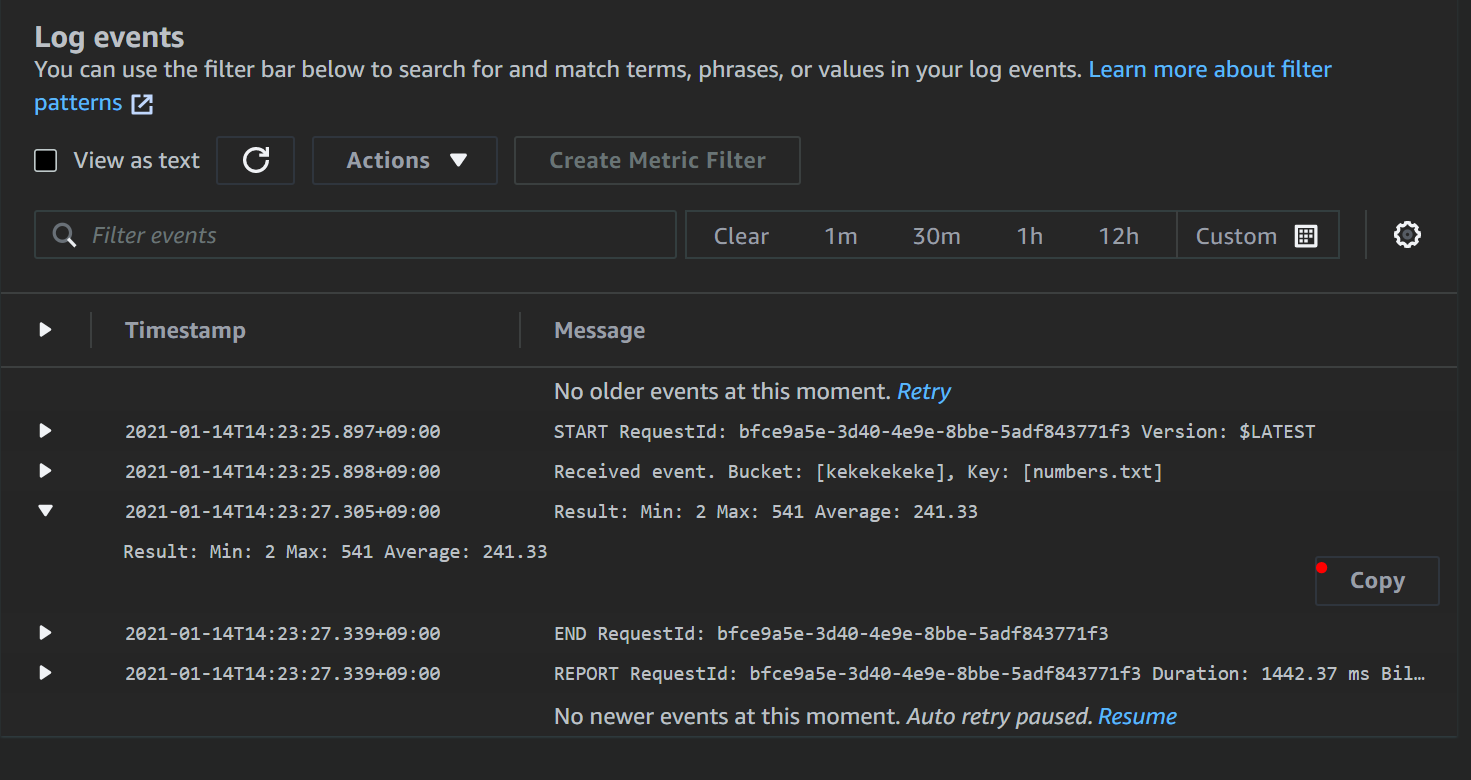 Log events
You can use the filter bar below to search for and match terms, phrases, or values in your log events. Learn more about filter
patterns
View as text Actions Create Metric Filter
Filter events Clear 1m 30m 1h 12h Custom
Timestamp Message
No older events at this moment. Retry
2021-01-14T14:23:25.897+09:00 START RequestId: bfce9a5e-3d40-4e9e-8bbe-5adf843771f3 Version: $LATEST
2021-01-14T14:23:25.898+09:00 Received event. Bucket: [kekekekeke], Key: [numbers.txt]
2021-01-14T14:23:27.305+09:00 Result: Min: 2 Max: 541 Average: 241.33
Result: Min: 2 Max: 541 Average: 241.33
Copy
2021-01-14T14:23:27.339+09:00 END RequestId: bfce9a5e-3d40-4e9e-8bbe-5adf843771f3
2021-01-14T14:23:27.339+09:00 REPORT RequestId: bfce9a5e-3d40-4e9e-8bbe-5adf843771f3 Duration: 1442.37 ms Bil…
No newer events at this moment. Auto retry paused. Resume